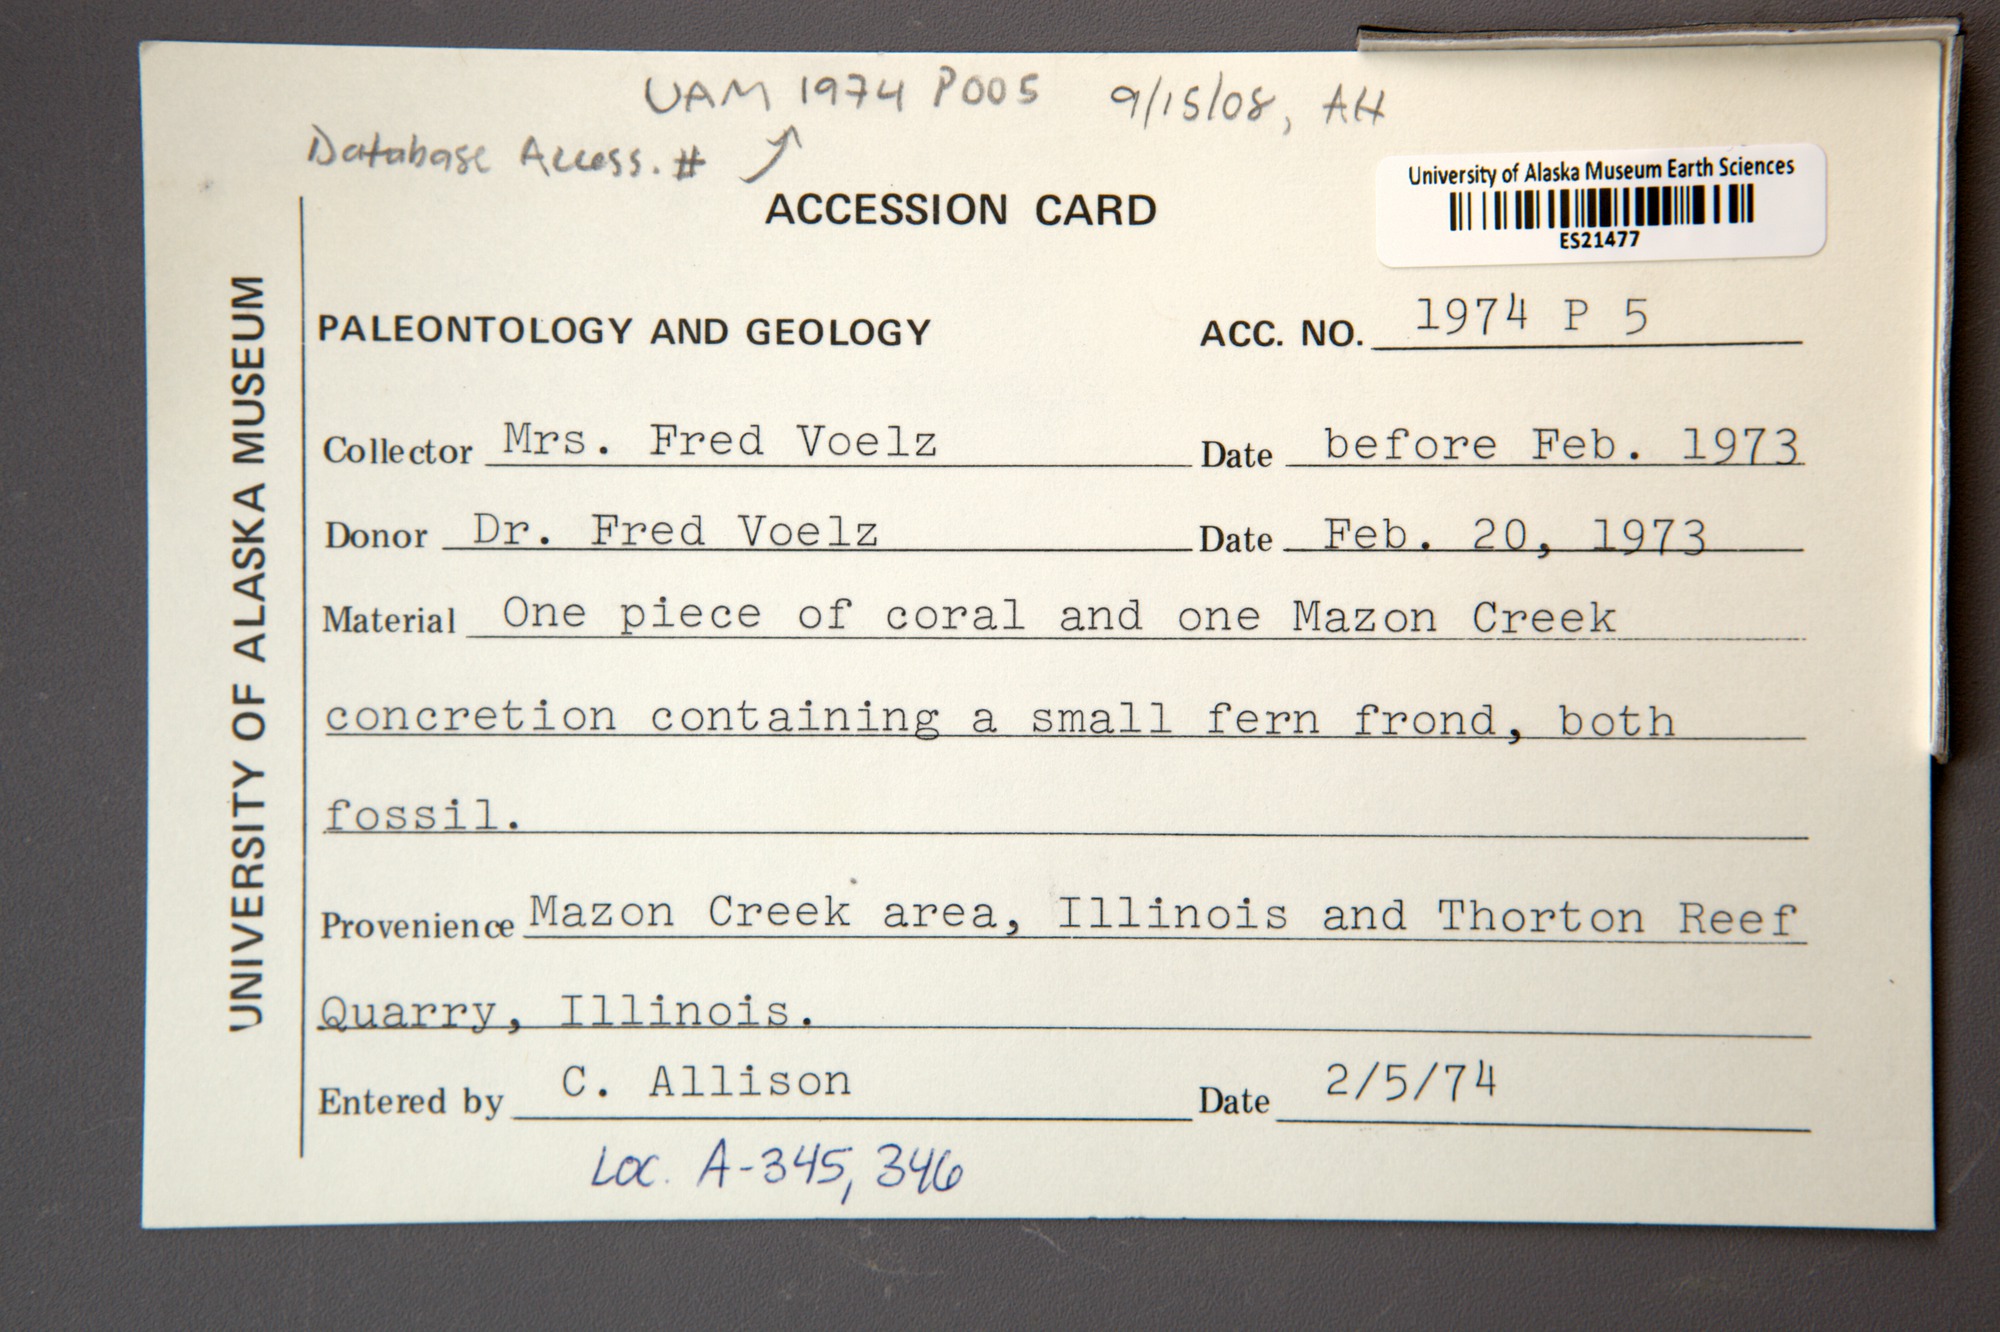 UAM 1974 P005 9/15/08, AH
Database Access. #
University of Alaska Museum Earth Sciences
ES21477
ACCESSION CARD
UNIVERSITY OF ALASKA MUSEUM
PALEONTOLOGY AND GEOLOGY ACC. NO. 1974 P 5
Collector Mrs. Fred Voelz Date before Feb. 1973
Donor Dr. Fred Voelz Date Feb. 20, 1973
Material One piece of coral and one Mazon Creek
concretion containing a small fern frond, both
fossil.
Provenience Mazon Creek area, Illinois and Thorton Reef
Quarry, Illinois.
Entered by C. Allison Date 2/5/74
Loc. A-345, 346